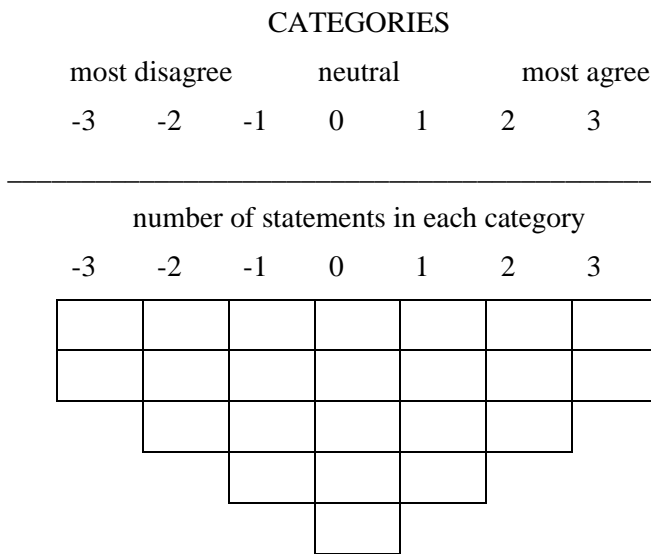 CATEGORIES
most disagree neutral most agree
-3 -2 -1 0 1 2 3
number of statements in each category
-3 -2 -1 0 1 2 3